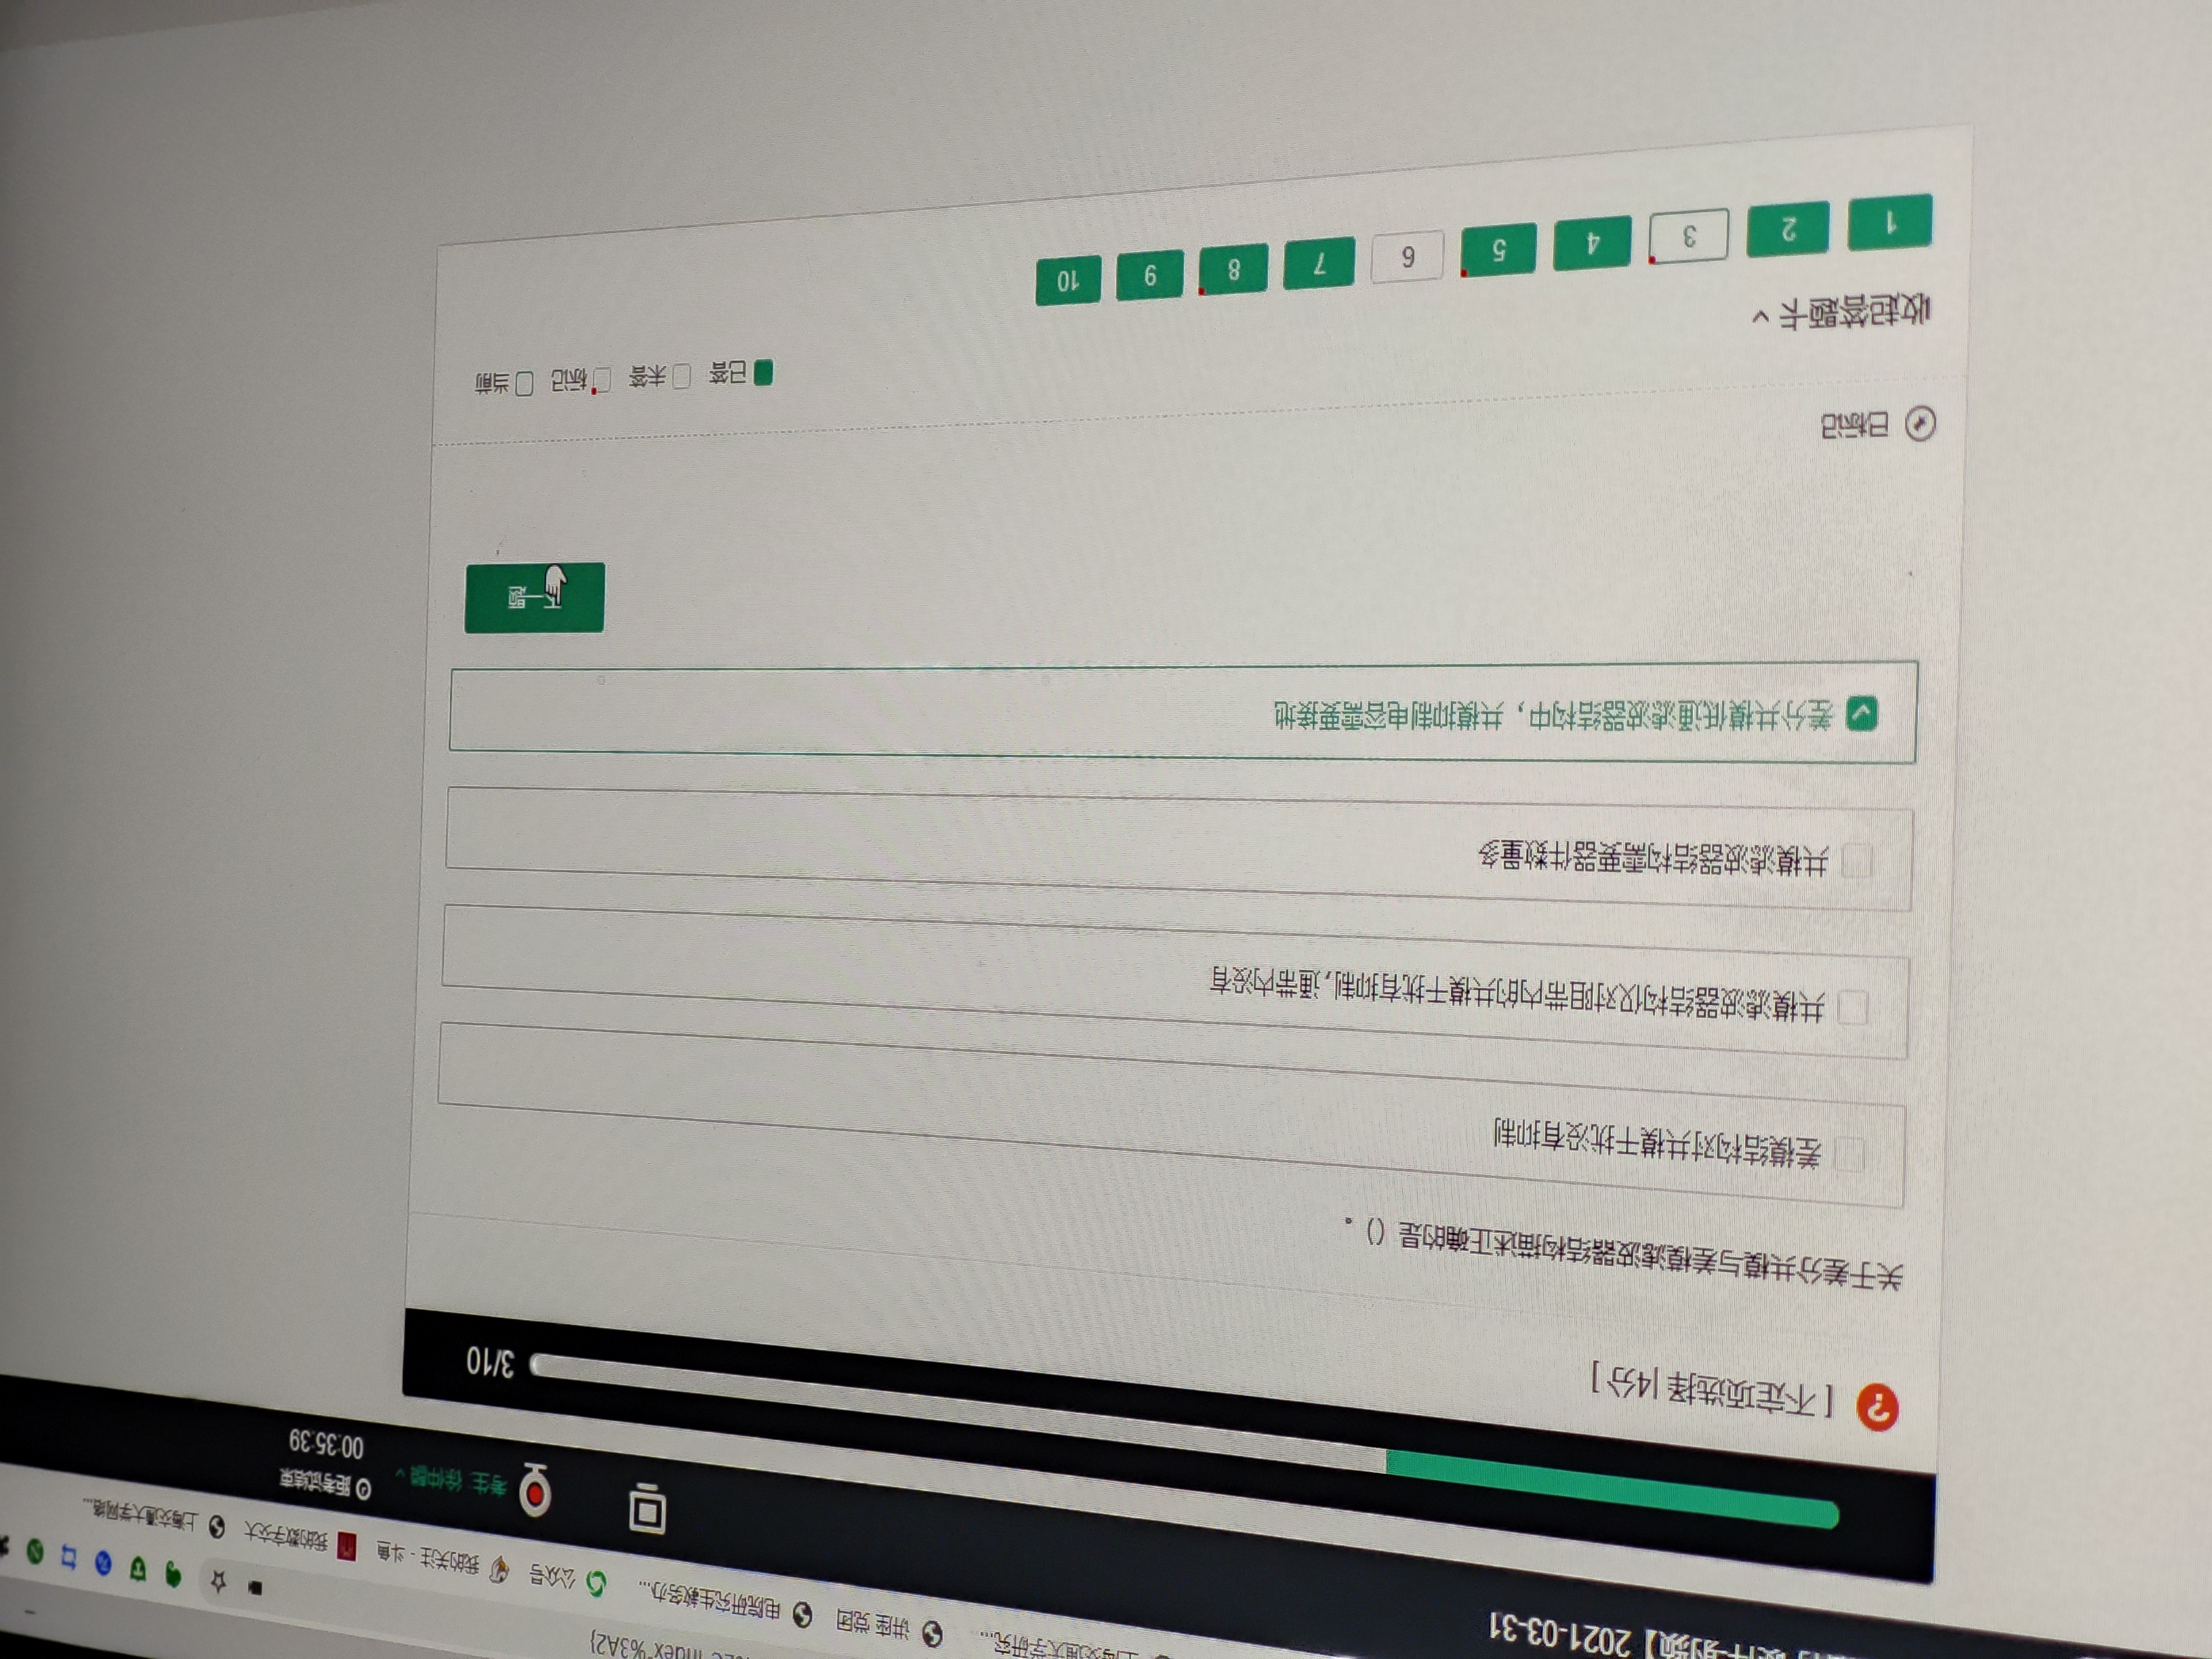 硬件-射频】2021-03-31
index"%3A2}
上海交通大学研究...
讲座 党团
电院研究生教务办...
公众号
我的关注 - 斗鱼
我的数字交大
上海交通大学网络...
考生 徐仲麟
距考试结束
00:35:39
3/10
[ 不定项选择 |4分 ]
关于差分共模与差模滤波器结构描述正确的是（）。
差模结构对共模干扰没有抑制
共模滤波器结构仅对阻带内的共模干扰有抑制,通带内没有
共模滤波器结构需要器件数量多
差分共模低通滤波器结构中，共模抑制电容需要接地
下一题
已标记
已答 未答 标记 当前
收起答题卡
1 2 3 4 5 6 7 8 9 10